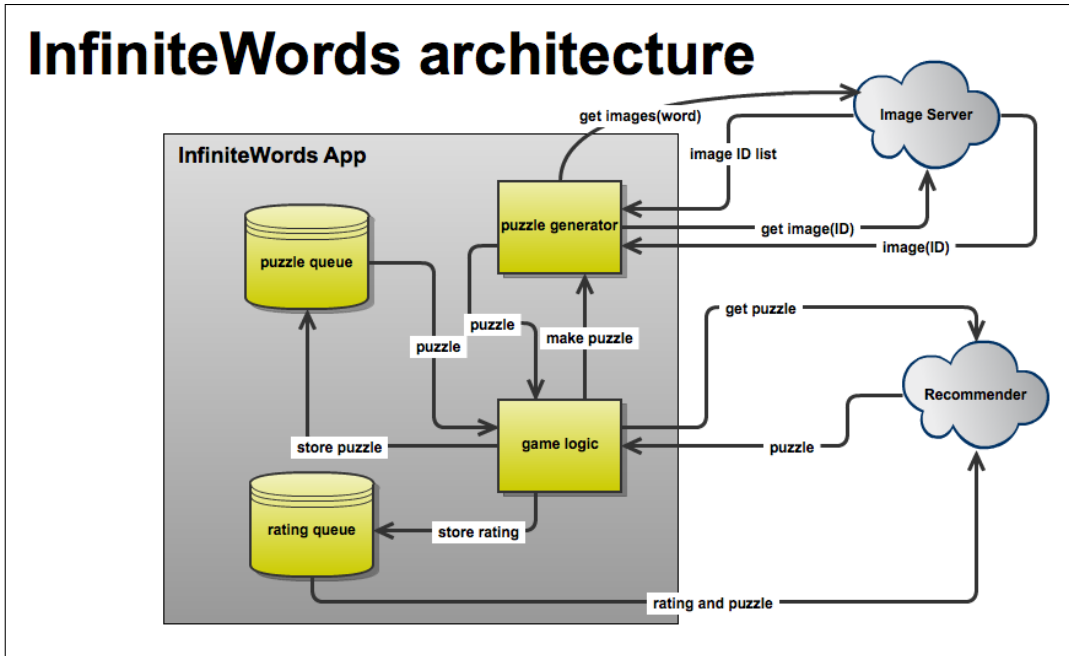 InfiniteWords architecture
get images(word)
Image Server
InfiniteWords App
image ID list
puzzle generator
get image(ID)
image(ID)
puzzle queue
get puzzle
puzzle
make puzzle
puzzle
Recommender
game logic
store puzzle
puzzle
rating queue
store rating
rating and puzzle